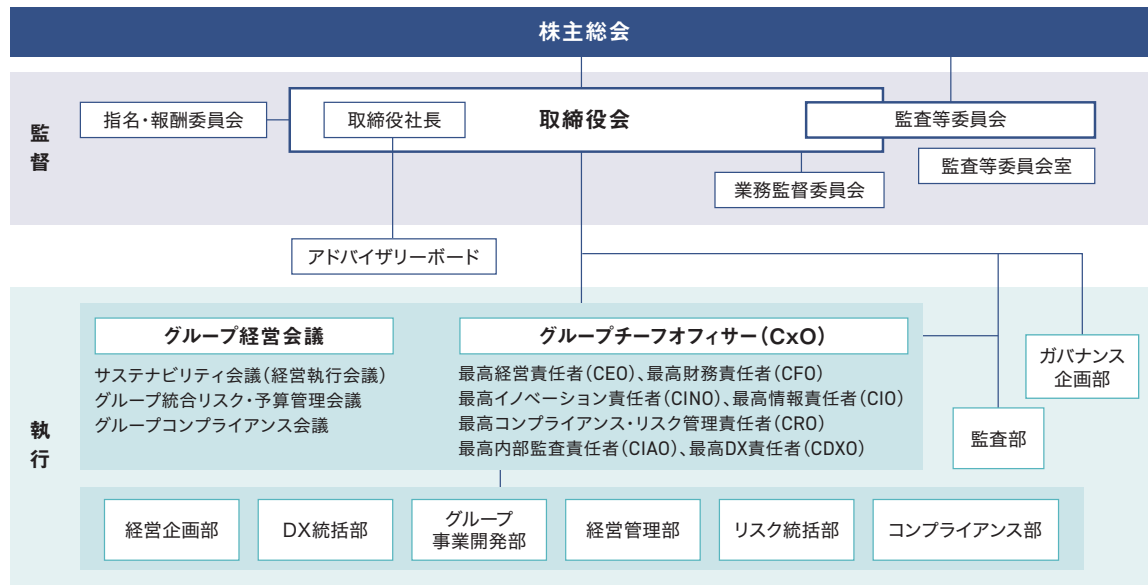 株主総会
監督
指名・報酬委員会
取締役社長
取締役会
監査等委員会
監査等委員会室
業務監督委員会
アドバイザリーボード
執行
グループ経営会議
サステナビリティ会議(経営執行会議)
グループ統合リスク・予算管理会議
グループコンプライアンス会議
グループチーフオフィサー(CxO)
最高経営責任者(CEO)、最高財務責任者(CFO)
最高イノベーション責任者(CINO)、最高情報責任者(CIO)
最高コンプライアンス・リスク管理責任者(CRO)
最高内部監査責任者(CIAO)、最高DX責任者(CDXO)
ガバナンス
企画部
監査部
経営企画部
DX統括部
グループ
事業開発部
経営管理部
リスク統括部
コンプライアンス部